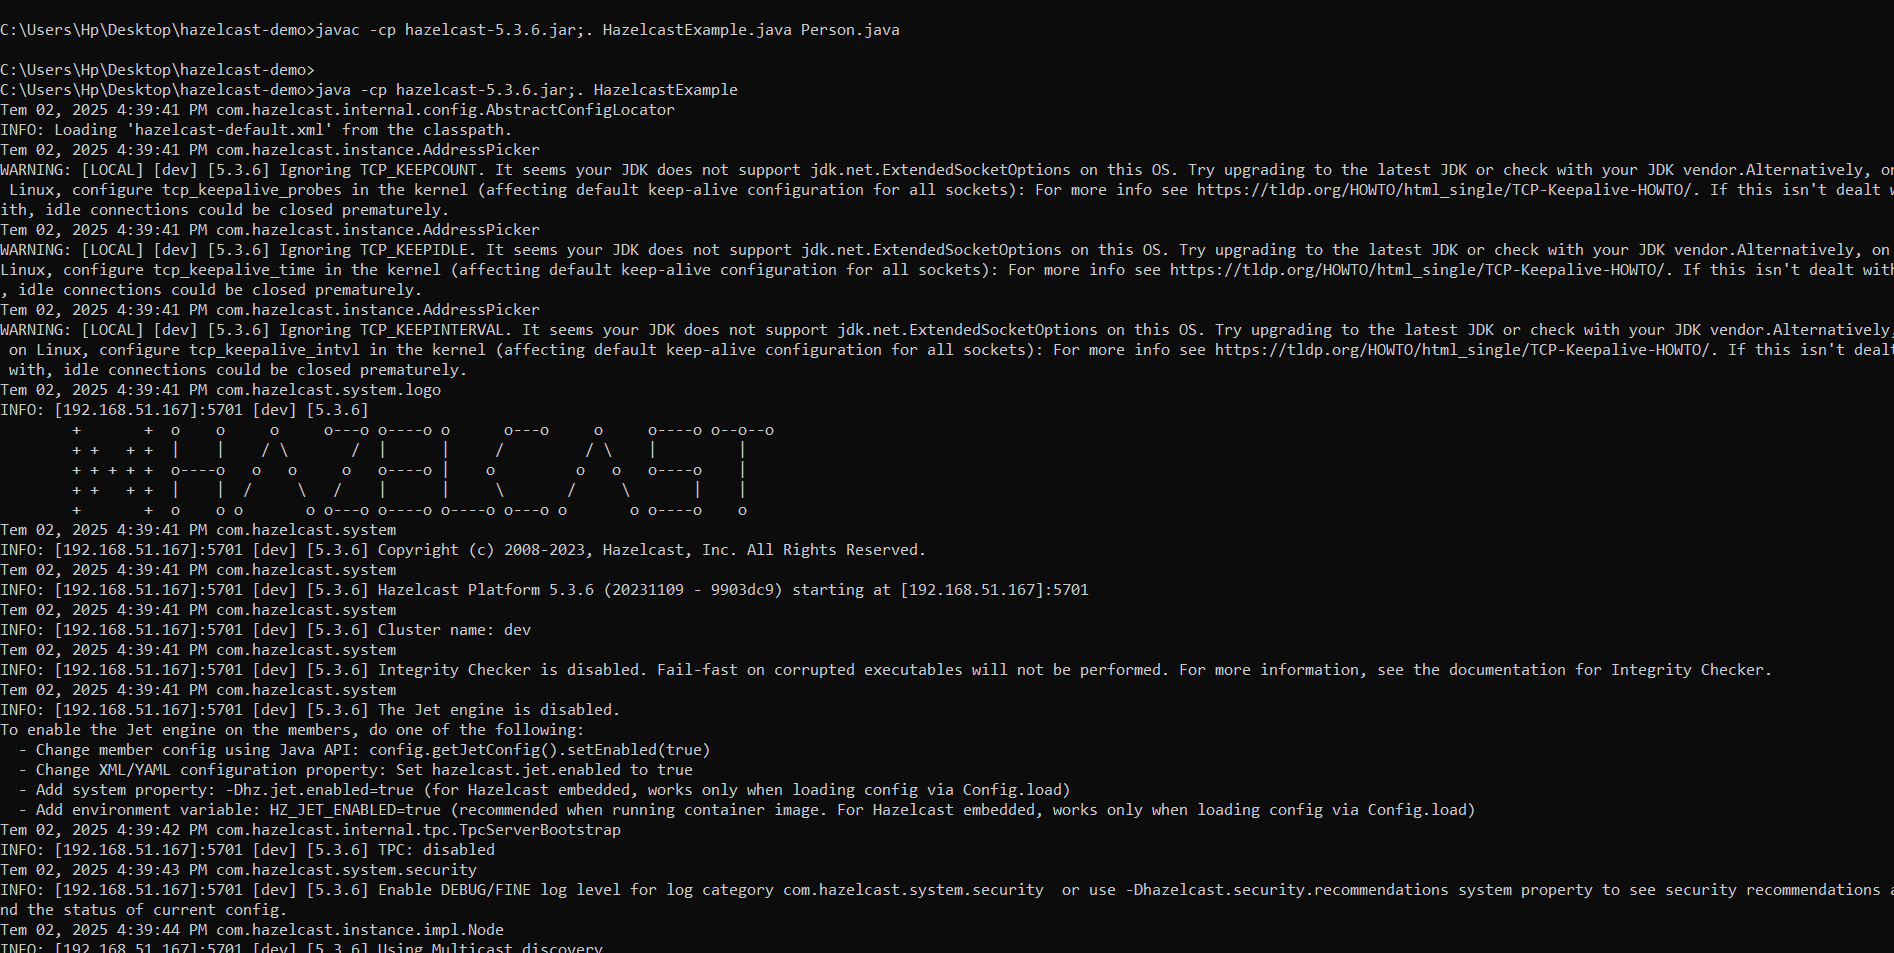 C:\Users\Hp\Desktop\hazelcast-demo>javac -cp hazelcast-5.3.6.jar;. HazelcastExample.java Person.java
C:\Users\Hp\Desktop\hazelcast-demo>
C:\Users\Hp\Desktop\hazelcast-demo>java -cp hazelcast-5.3.6.jar;. HazelcastExample
Tem 02, 2025 4:39:41 PM com.hazelcast.internal.config.AbstractConfigLocator
INFO: Loading 'hazelcast-default.xml' from the classpath.
Tem 02, 2025 4:39:41 PM com.hazelcast.instance.AddressPicker
WARNING: [LOCAL] [dev] [5.3.6] Ignoring TCP_KEEPCOUNT. It seems your JDK does not support jdk.net.ExtendedSocketOptions on this OS. Try upgrading to the latest JDK or check with your JDK vendor.Alternatively, on
 Linux, configure tcp_keepalive_probes in the kernel (affecting default keep-alive configuration for all sockets): For more info see https://tldp.org/HOWTO/html_single/TCP-Keepalive-HOWTO/. If this isn't dealt w
ith, idle connections could be closed prematurely.
Tem 02, 2025 4:39:41 PM com.hazelcast.instance.AddressPicker
WARNING: [LOCAL] [dev] [5.3.6] Ignoring TCP_KEEPIDLE. It seems your JDK does not support jdk.net.ExtendedSocketOptions on this OS. Try upgrading to the latest JDK or check with your JDK vendor.Alternatively, on
Linux, configure tcp_keepalive_time in the kernel (affecting default keep-alive configuration for all sockets): For more info see https://tldp.org/HOWTO/html_single/TCP-Keepalive-HOWTO/. If this isn't dealt with
, idle connections could be closed prematurely.
Tem 02, 2025 4:39:41 PM com.hazelcast.instance.AddressPicker
WARNING: [LOCAL] [dev] [5.3.6] Ignoring TCP_KEEPINTERVAL. It seems your JDK does not support jdk.net.ExtendedSocketOptions on this OS. Try upgrading to the latest JDK or check with your JDK vendor.Alternatively,
 on Linux, configure tcp_keepalive_intvl in the kernel (affecting default keep-alive configuration for all sockets): For more info see https://tldp.org/HOWTO/html_single/TCP-Keepalive-HOWTO/. If this isn't dealt
 with, idle connections could be closed prematurely.
Tem 02, 2025 4:39:41 PM com.hazelcast.system.logo
INFO: [192.168.51.167]:5701 [dev] [5.3.6]
        +       +  o    o     o     o---o o----o o      o---o     o     o----o o--o--o
        + +   + +  |    |    / \       /  |      |     /         / \    |         |
        + + + + +  o----o   o   o     o   o----o |    o         o   o   o----o    |
        + +   + +  |    |  /     \   /    |      |     \       /     \       |    |
        +       +  o    o o       o o---o o----o o----o o---o o       o o----o    o
Tem 02, 2025 4:39:41 PM com.hazelcast.system
INFO: [192.168.51.167]:5701 [dev] [5.3.6] Copyright (c) 2008-2023, Hazelcast, Inc. All Rights Reserved.
Tem 02, 2025 4:39:41 PM com.hazelcast.system
INFO: [192.168.51.167]:5701 [dev] [5.3.6] Hazelcast Platform 5.3.6 (20231109 - 9903dc9) starting at [192.168.51.167]:5701
Tem 02, 2025 4:39:41 PM com.hazelcast.system
INFO: [192.168.51.167]:5701 [dev] [5.3.6] Cluster name: dev
Tem 02, 2025 4:39:41 PM com.hazelcast.system
INFO: [192.168.51.167]:5701 [dev] [5.3.6] Integrity Checker is disabled. Fail-fast on corrupted executables will not be performed. For more information, see the documentation for Integrity Checker.
Tem 02, 2025 4:39:41 PM com.hazelcast.system
INFO: [192.168.51.167]:5701 [dev] [5.3.6] The Jet engine is disabled.
To enable the Jet engine on the members, do one of the following:
  - Change member config using Java API: config.getJetConfig().setEnabled(true)
  - Change XML/YAML configuration property: Set hazelcast.jet.enabled to true
  - Add system property: -Dhz.jet.enabled=true (for Hazelcast embedded, works only when loading config via Config.load)
  - Add environment variable: HZ_JET_ENABLED=true (recommended when running container image. For Hazelcast embedded, works only when loading config via Config.load)
Tem 02, 2025 4:39:42 PM com.hazelcast.internal.tpc.TpcServerBootstrap
INFO: [192.168.51.167]:5701 [dev] [5.3.6] TPC: disabled
Tem 02, 2025 4:39:43 PM com.hazelcast.system.security
INFO: [192.168.51.167]:5701 [dev] [5.3.6] Enable DEBUG/FINE log level for log category com.hazelcast.system.security  or use -Dhazelcast.security.recommendations system property to see security recommendations a
nd the status of current config.
Tem 02, 2025 4:39:44 PM com.hazelcast.instance.impl.Node
INFO: [192.168.51.167]:5701 [dev] [5.3.6] Using Multicast discovery